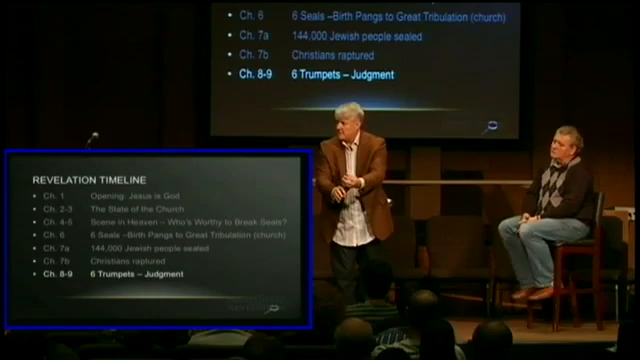 Ch. 6 6 Seals –Birth Pangs to Great Tribulation (church)
Ch. 7a 144,000 Jewish people sealed
Ch. 7b Christians raptured
Ch. 8-9 6 Trumpets – Judgment
REVELATION TIMELINE
Ch. 1 Opening: Jesus is God
Ch. 2-3 The State of the Church
Ch. 4-5 Scene in Heaven – Who's Worthy to Break Seals?
Ch. 6 6 Seals –Birth Pangs to Great Tribulation (church)
Ch. 7a 144,000 Jewish people sealed
Ch. 7b Christians raptured
Ch. 8-9 6 Trumpets – Judgment